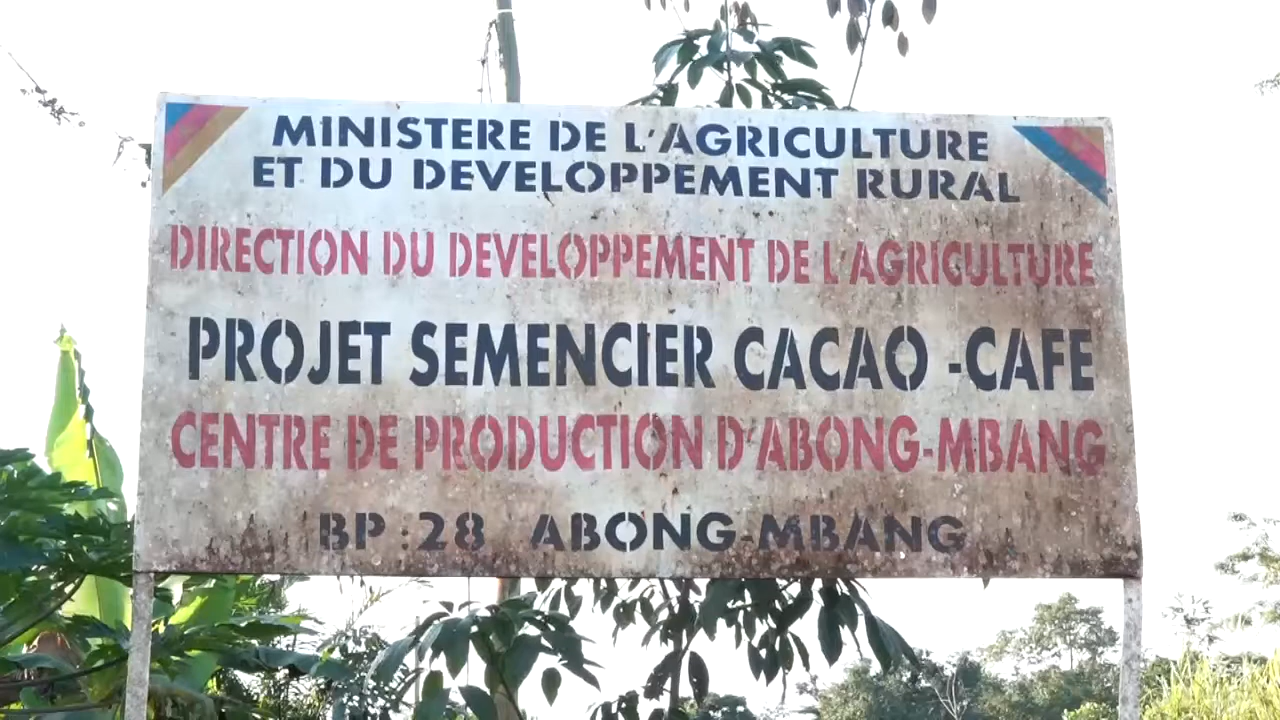 MINISTERE DE L'AGRICULTURE
ET DU DEVELOPPEMENT RURAL
DIRECTION DU DEVELOPPEMENT DE L'AGRICULTURE
PROJET SEMENCIER CACAO -CAFE
CENTRE DE PRODUCTION D'ABONG-MBANG
BP : 28 ABONG-MBANG